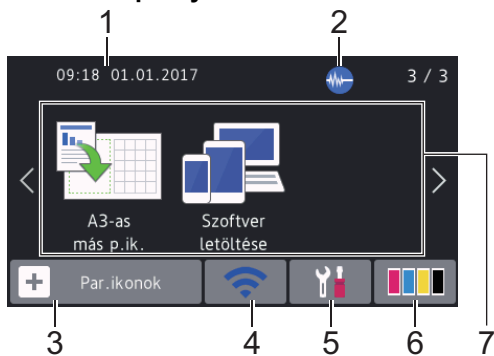 1 2
09:18 01.01.2017 3 / 3
A3-as
más p.ik.
Szoftver
letöltése
Par.ikonok
3 4 5 6 7